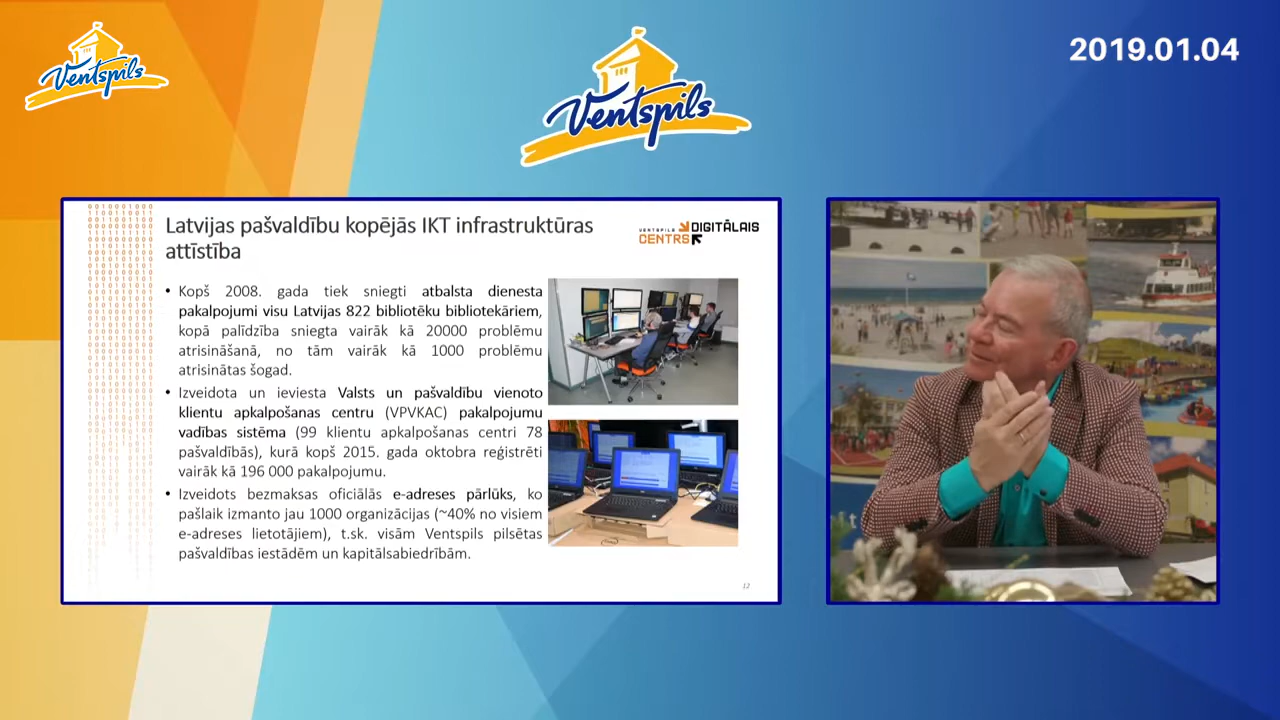 Ventspils
Ventspils
2019.01.04
Latvijas pašvaldību kopējās IKT infrastruktūras
attīstība
VENTSPILS
DIGITĀLAIS
CENTRS
• Kopš 2008. gada tiek sniegti atbalsta dienesta
pakalpojumi visu Latvijas 822 bibliotēku bibliotekāriem,
kopā palīdzība sniegta vairāk kā 20000 problēmu
atrisināšanā, no tām vairāk kā 1000 problēmu
atrisinātas šogad.
• Izveidota un ieviesta Valsts un pašvaldību vienoto
klientu apkalpošanas centru (VPVKAC) pakalpojumu
vadības sistēma (99 klientu apkalpošanas centri 78
pašvaldībās), kurā kopš 2015. gada oktobra reģistrēti
vairāk kā 196 000 pakalpojumu.
• Izveidots bezmaksas oficiālās e-adreses pārlūks, ko
pašlaik izmanto jau 1000 organizācijas (~40% no visiem
e-adreses lietotājiem), t.sk. visām Ventspils pilsētas
pašvaldības iestādēm un kapitālsabiedrībām.
12